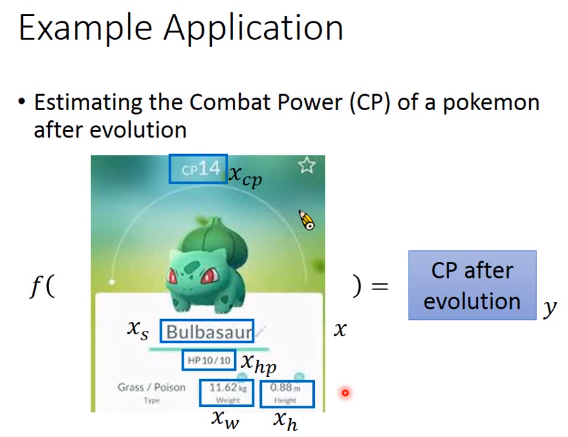 Example Application
• Estimating the Combat Power (CP) of a pokemon
after evolution
CP14 x_cp
f(
) =
CP after
evolution
y
x_s Bulbasaur
x
HP 10/10 x_hp
Grass / Poison 11.62 kg 0.88 m
Type Weight Height
x_w x_h